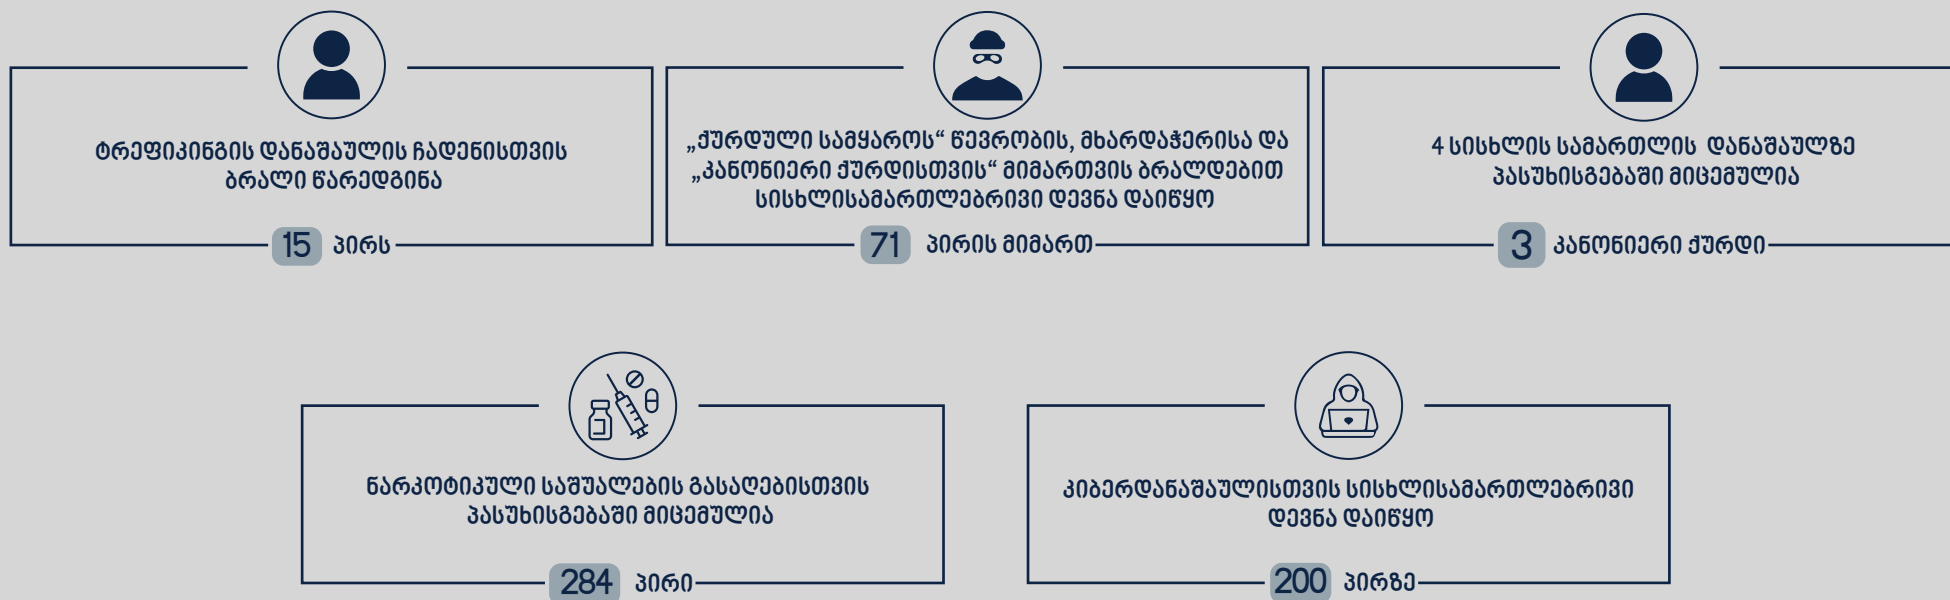 ტრეფიკინგის დანაშაულის ჩადენისთვის
ბრალი წარედგინა
15 პირს
„ქურდული სამყაროს“ წევრობის, მხარდაჭერისა და
„კანონიერი ქურდისთვის“ მიმართვის ბრალდებით
სისხლისსამართლებრივი დევნა დაიწყო
71 პირის მიმართ
4 სისხლის სამართლის დანაშაულზე
პასუხისგებაში მიცემულია
3 კანონიერი ქურდი
ნარკოტიკული საშუალების გასაღებისთვის
პასუხისგებაში მიცემულია
284 პირი
კიბერდანაშაულისთვის სისხლისსამართლებრივი
დევნა დაიწყო
200 პირზე